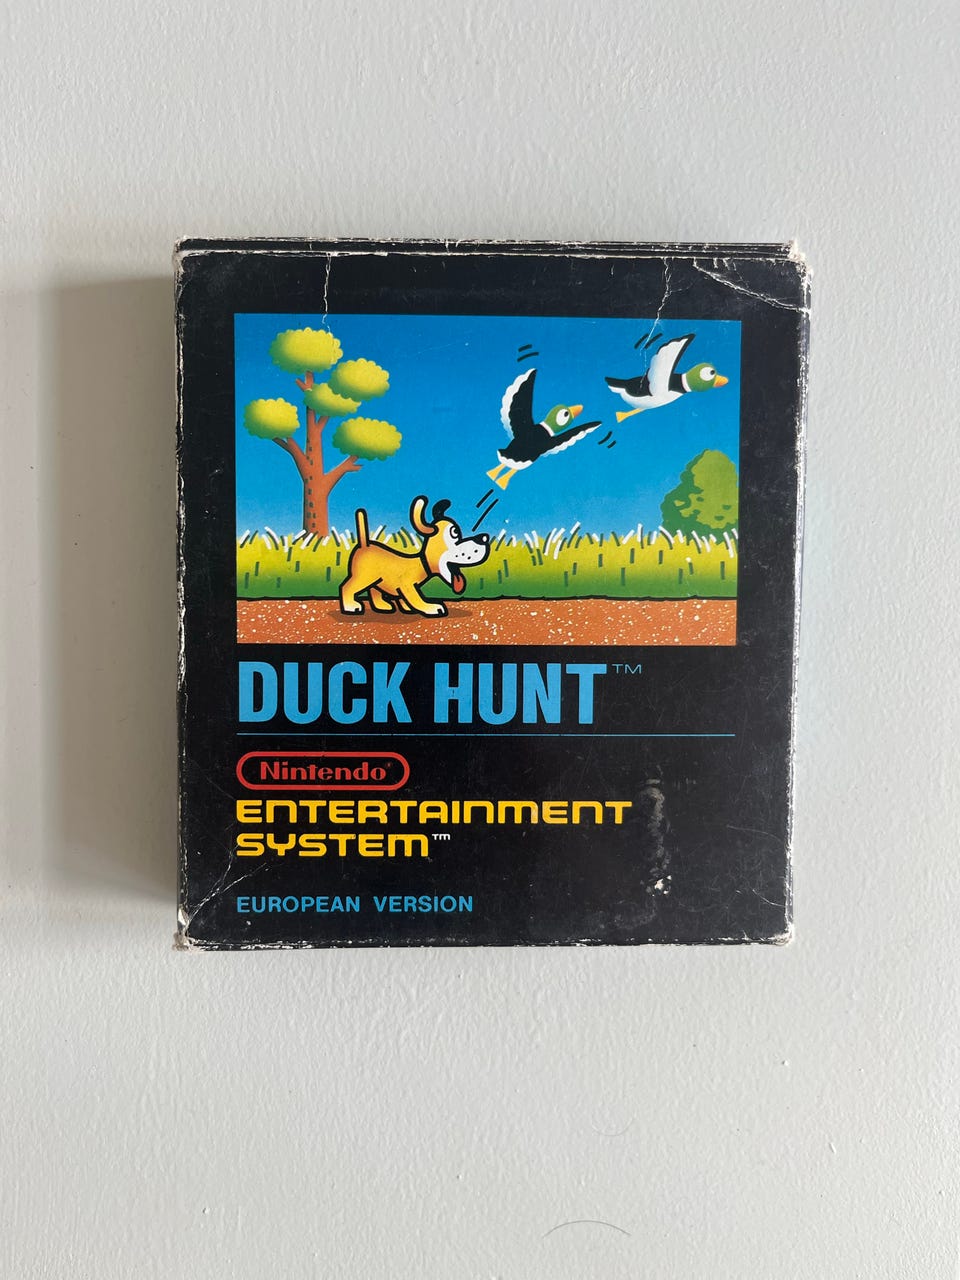 DUCK HUNT™
Nintendo®
ENTERTAINMENT
SYSTEM™
EUROPEAN VERSION